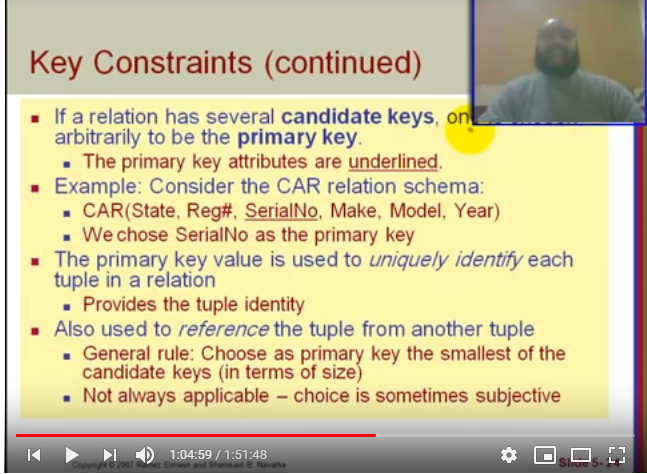 Key Constraints (continued)
If a relation has several candidate keys, one is chosen
arbitrarily to be the primary key.
The primary key attributes are underlined.
Example: Consider the CAR relation schema:
CAR(State, Reg#, SerialNo, Make, Model, Year)
We chose SerialNo as the primary key
The primary key value is used to uniquely identify each
tuple in a relation
Provides the tuple identity
Also used to reference the tuple from another tuple
General rule: Choose as primary key the smallest of the
candidate keys (in terms of size)
Not always applicable – choice is sometimes subjective
1:04:59 / 1:51:48
Copyright © 2007 Ramez Elmasri and Shamkant B. Navathe
Slide 5-